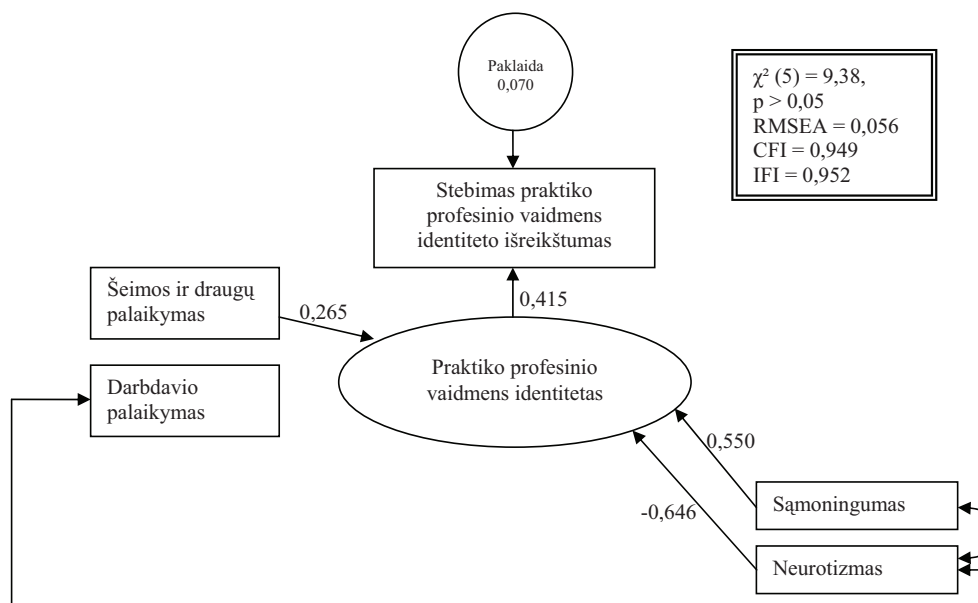 Paklaida
0,070
χ² (5) = 9,38,
p > 0,05
RMSEA = 0,056
CFI = 0,949
IFI = 0,952
Stebimas praktiko
profesinio vaidmens
identiteto išreikštumas
Šeimos ir draugų
palaikymas
0,265
0,415
Praktiko profesinio
vaidmens identitetas
Darbdavio
palaikymas
0,550
-0,646
Sąmoningumas
Neurotizmas